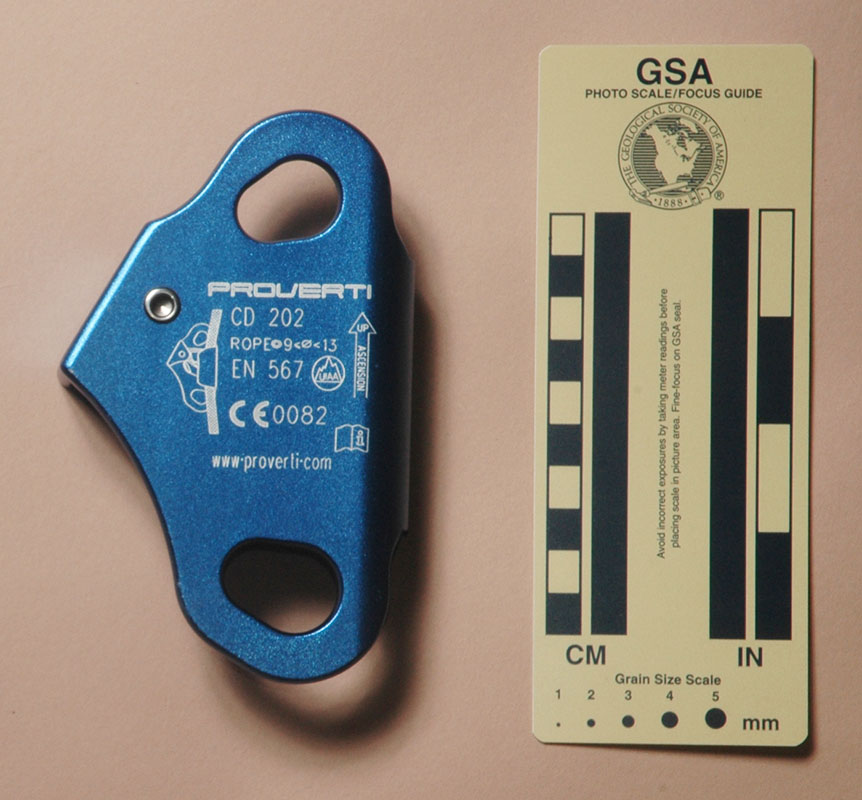 PROVERTI
CD 202
ROPE 9<Ø<13
EN 567
UIAA
UP
ASCENSION
CE0082
i
www.proverti.com
GSA
PHOTO SCALE/FOCUS GUIDE
THE GEOLOGICAL SOCIETY OF AMERICA
·1888·
®
Avoid incorrect exposures by taking meter readings before
placing scale in picture area. Fine-focus on GSA seal.
CM IN
Grain Size Scale
1 2 3 4 5
mm